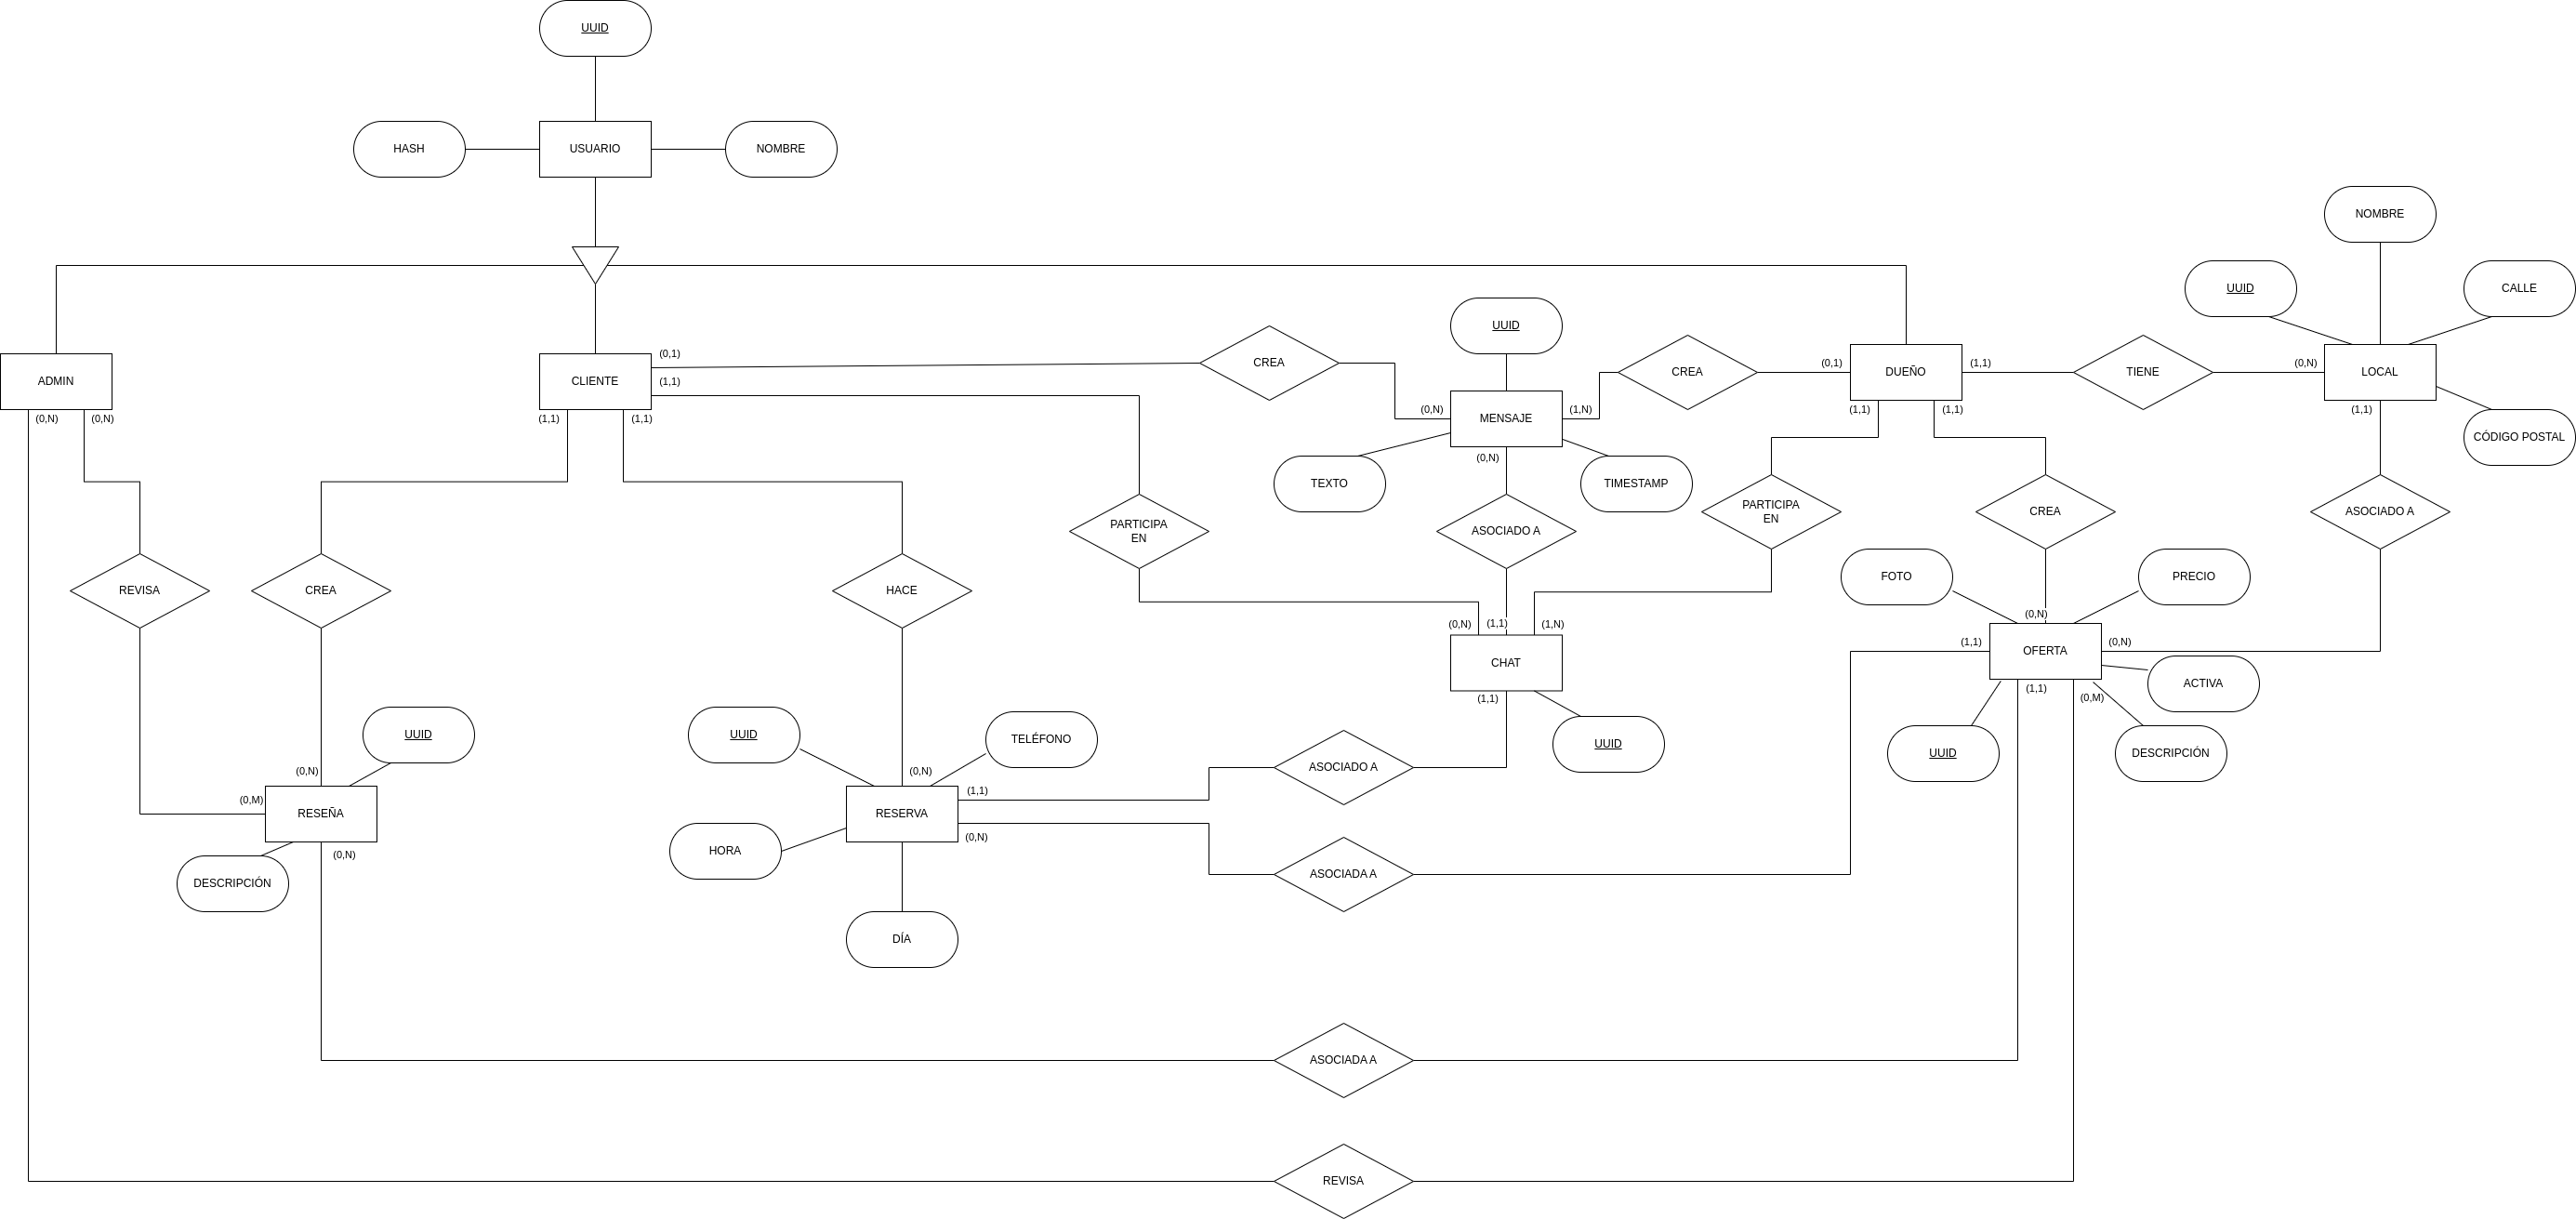 UUID
HASH
USUARIO
NOMBRE
NOMBRE
UUID
CALLE
UUID
ADMIN
CLIENTE
(0,1)
(1,1)
CREA
CREA
(0,1)
DUEÑO
(1,1)
TIENE
(0,N)
LOCAL
(0,N)
(0,N)
(1,1)
(1,1)
(0,N)
MENSAJE
(1,N)
(1,1)
(1,1)
(1,1)
CÓDIGO POSTAL
(0,N)
TEXTO
TIMESTAMP
PARTICIPA
EN
ASOCIADO A
PARTICIPA
EN
CREA
ASOCIADO A
REVISA
CREA
HACE
FOTO
PRECIO
(0,N)
(0,N)
(1,1)
(1,N)
(1,1)
OFERTA
(0,N)
CHAT
ACTIVA
(1,1)
(1,1)
(0,M)
UUID
UUID
TELÉFONO
UUID
UUID
DESCRIPCIÓN
(0,N)
(0,N)
ASOCIADO A
(0,M)
RESEÑA
RESERVA
(1,1)
(0,N)
(0,N)
HORA
DESCRIPCIÓN
ASOCIADA A
DÍA
ASOCIADA A
REVISA